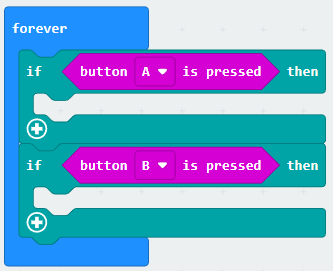 forever
if button A is pressed then
if button B is pressed then